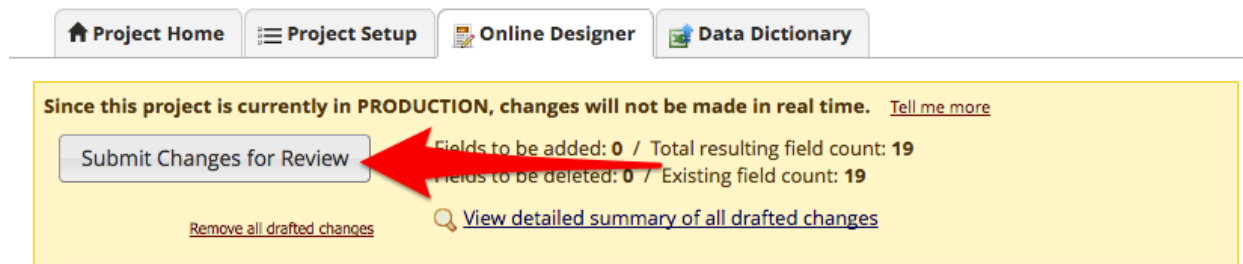 Project Home Project Setup Online Designer Data Dictionary
Since this project is currently in PRODUCTION, changes will not be made in real time. Tell me more
Submit Changes for Review
Fields to be added: 0 / Total resulting field count: 19
Fields to be deleted: 0 / Existing field count: 19
Remove all drafted changes
View detailed summary of all drafted changes